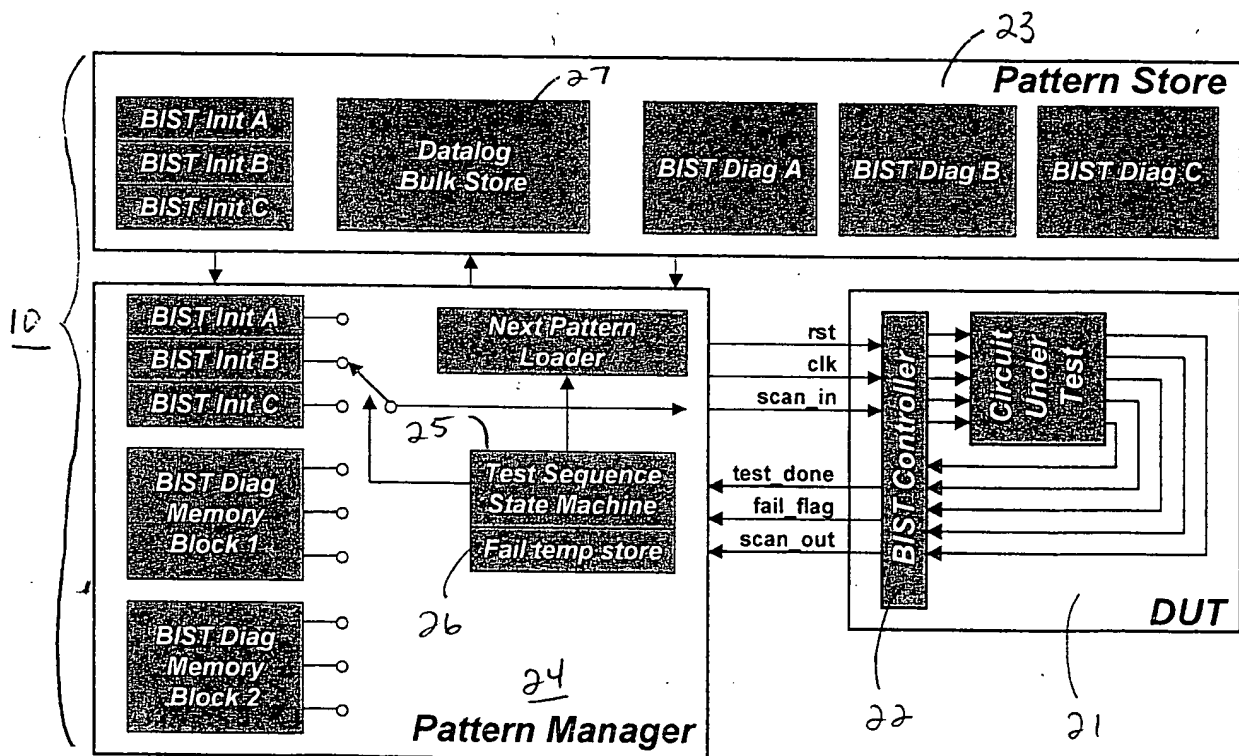 23
Pattern Store
27
BIST Init A
BIST Init B
BIST Init C
Datalog
Bulk Store
BIST Diag A
BIST Diag B
BIST Diag C
10
BIST Init A
BIST Init B
BIST Init C
Next Pattern
Loader
25
Test Sequence
State Machine
Fail temp store
26
BIST Diag
Memory
Block 1
BIST Diag
Memory
Block 2
24
Pattern Manager
rst
clk
scan_in
test_done
fail_flag
scan_out
BIST Controller
Circuit
Under
Test
DUT
22
21